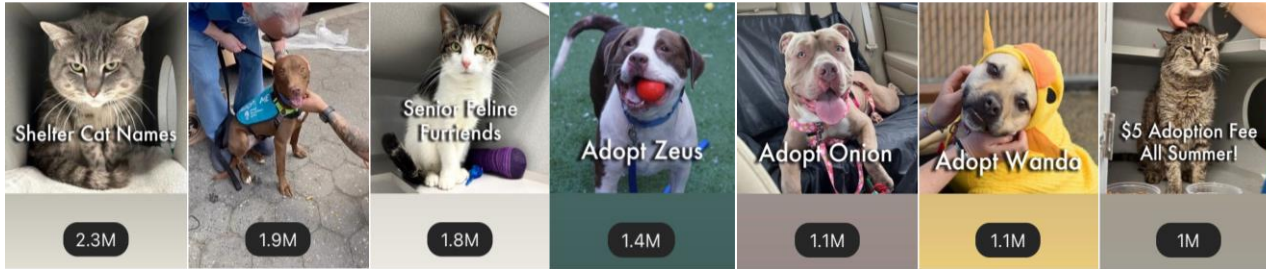 Shelter Cat Names
2.3M
1.9M
Senior Feline
Furriends
1.8M
Adopt Zeus
1.4M
Adopt Onion
1.1M
Adopt Wanda
1.1M
$5 Adoption Fee
All Summer!
1M